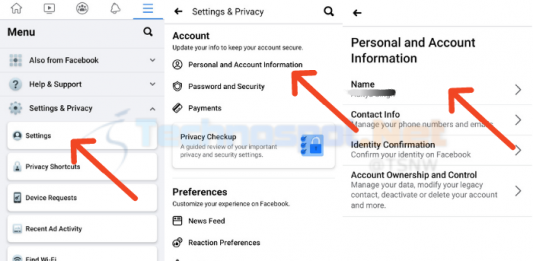 Menu
Also from Facebook
Help & Support
Settings & Privacy
Settings
Privacy Shortcuts
Device Requests
Recent Ad Activity
Find Wi-Fi
Settings & Privacy
Account
Update your info to keep your account secure.
Personal and Account Information
Password and Security
Payments
Privacy Checkup
A guided review of your important
privacy and security settings.
Preferences
Customize your experience on Facebook.
News Feed
Reaction Preferences
Personal and Account
Information
Name
Contact Info
Manage your phone numbers and emails
Identity Confirmation
Confirm your identity on Facebook
Account Ownership and Control
Manage your data, modify your legacy
contact, deactivate or delete your account
and more.